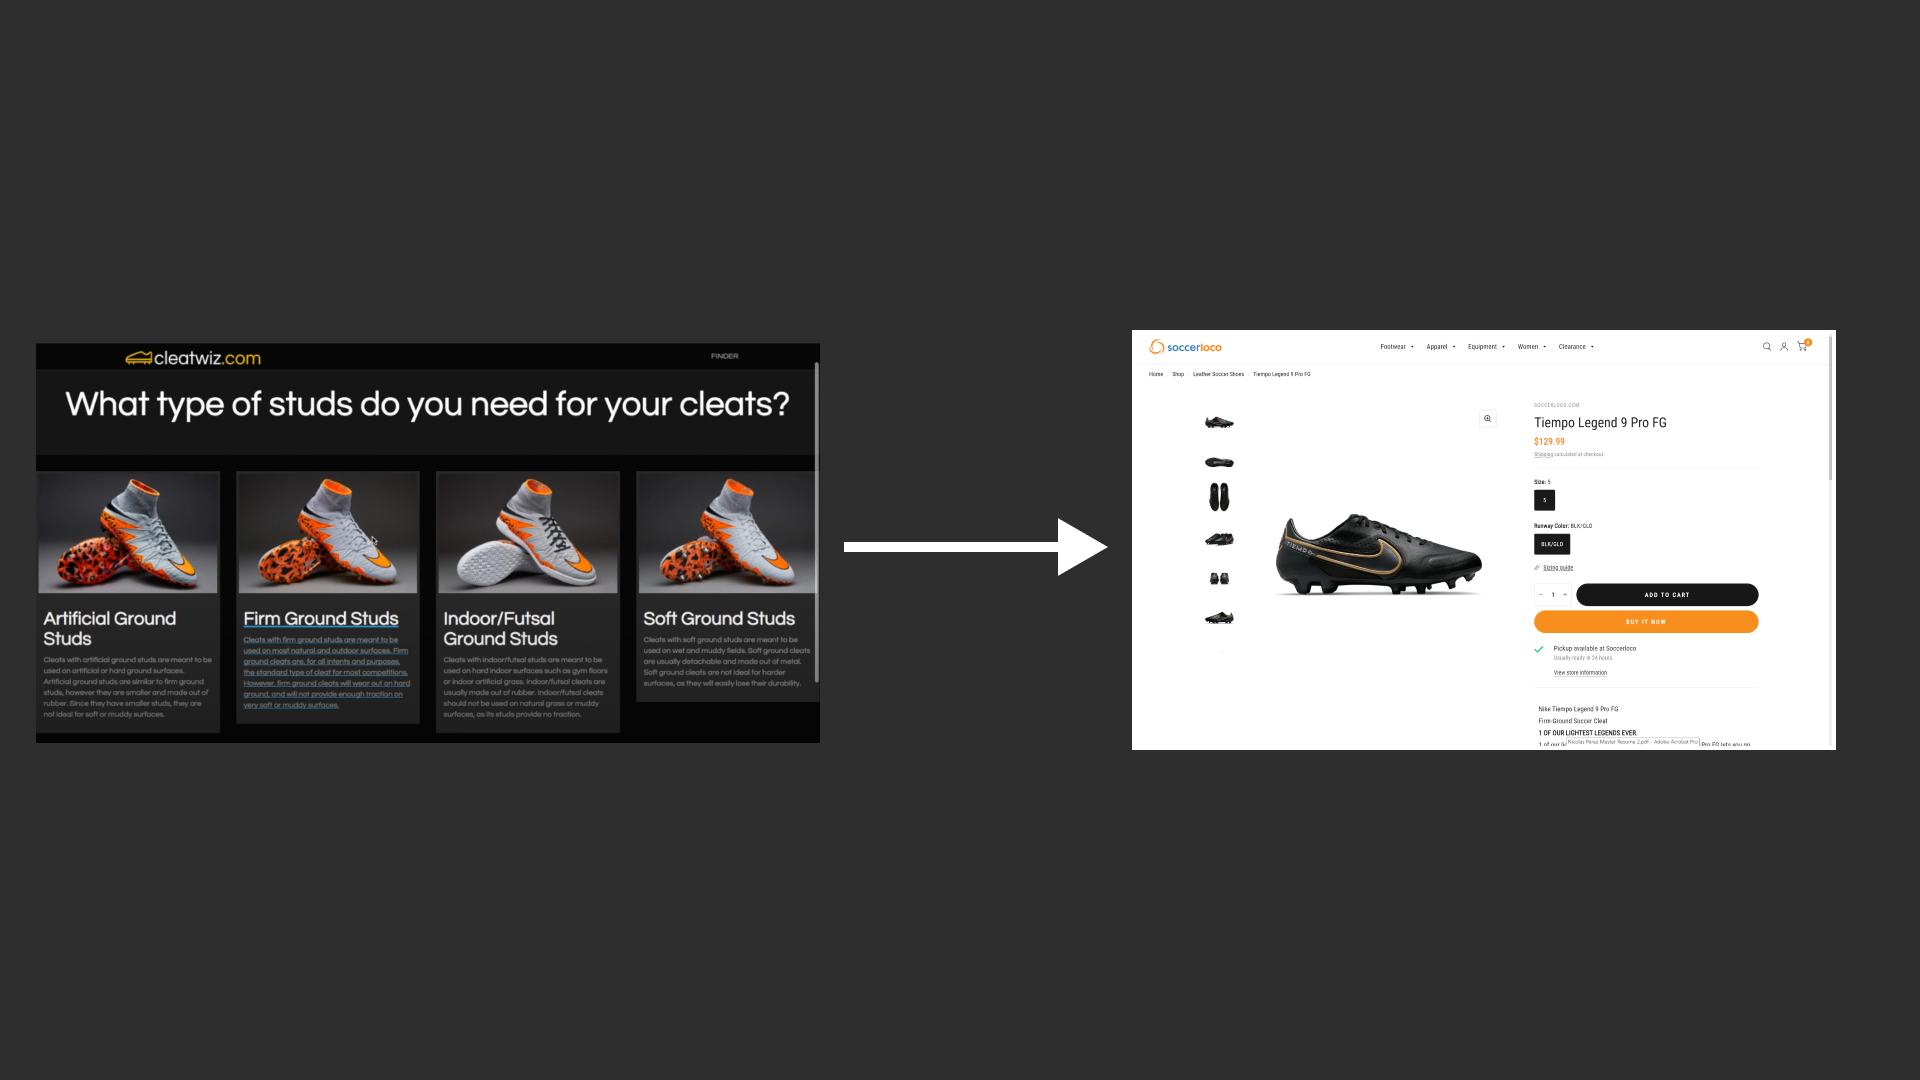 cleatwiz.com
FINDER
What type of studs do you need for your cleats?
Artificial Ground
Studs
Cleats with artificial ground studs are meant to be
used on artificial or hard ground surfaces.
Artificial ground studs are similar to firm ground
studs, however they are smaller and made out of
rubber. Since they have smaller studs, they are
not ideal for soft or muddy surfaces.
Firm Ground Studs
Cleats with firm ground studs are meant to be
used on most natural and outdoor surfaces. Firm
ground cleats are, for all intents and purposes,
the standard type of cleat for most competitions.
However, firm ground cleats will wear out on hard
ground, and will not provide enough traction on
very soft or muddy surfaces.
Indoor/Futsal
Ground Studs
Cleats with indoor/futsal studs are meant to be
used on hard indoor surfaces such as gym floors
or indoor artificial grass. Indoor/futsal cleats are
usually made out of rubber. Indoor/futsal cleats
should not be used on natural grass or muddy
surfaces, as its studs provide no traction.
Soft Ground Studs
Cleats with soft ground studs are meant to be
used on wet and muddy fields. Soft ground cleats
are usually detachable and made out of metal.
Soft ground cleats are not ideal for harder
surfaces, as they will easily lose their durability.
soccerloco
Footwear
Apparel
Equipment
Women
Clearance
Home / Shop / Leather Soccer Shoes / Tiempo Legend 9 Pro FG
SOCCERLOCO.COM
Tiempo Legend 9 Pro FG
$129.99
Shipping calculated at checkout.
Size: 5
5
Runway Color: BLK/GLD
BLK/GLD
Sizing guide
− 1 +
ADD TO CART
BUY IT NOW
Pickup available at Soccerloco
Usually ready in 24 hours
View store information
Nike Tiempo Legend 9 Pro FG
Firm-Ground Soccer Cleat
1 OF OUR LIGHTEST LEGENDS EVER.
Nicolas Perez Master Resume 2.pdf - Adobe Acrobat Pro
1 of our Pro FG lets you go
TIEMPO